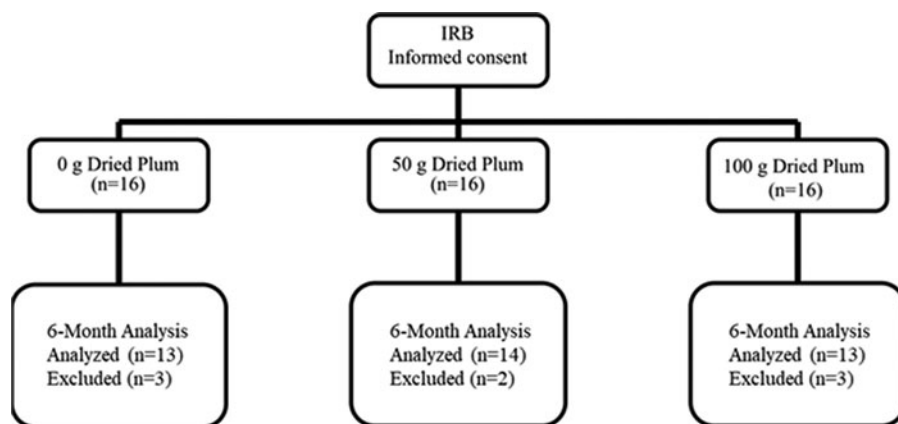 IRB
Informed consent
0 g Dried Plum
(n=16)
50 g Dried Plum
(n=16)
100 g Dried Plum
(n=16)
6-Month Analysis
Analyzed (n=13)
Excluded (n=3)
6-Month Analysis
Analyzed (n=14)
Excluded (n=2)
6-Month Analysis
Analyzed (n=13)
Excluded (n=3)